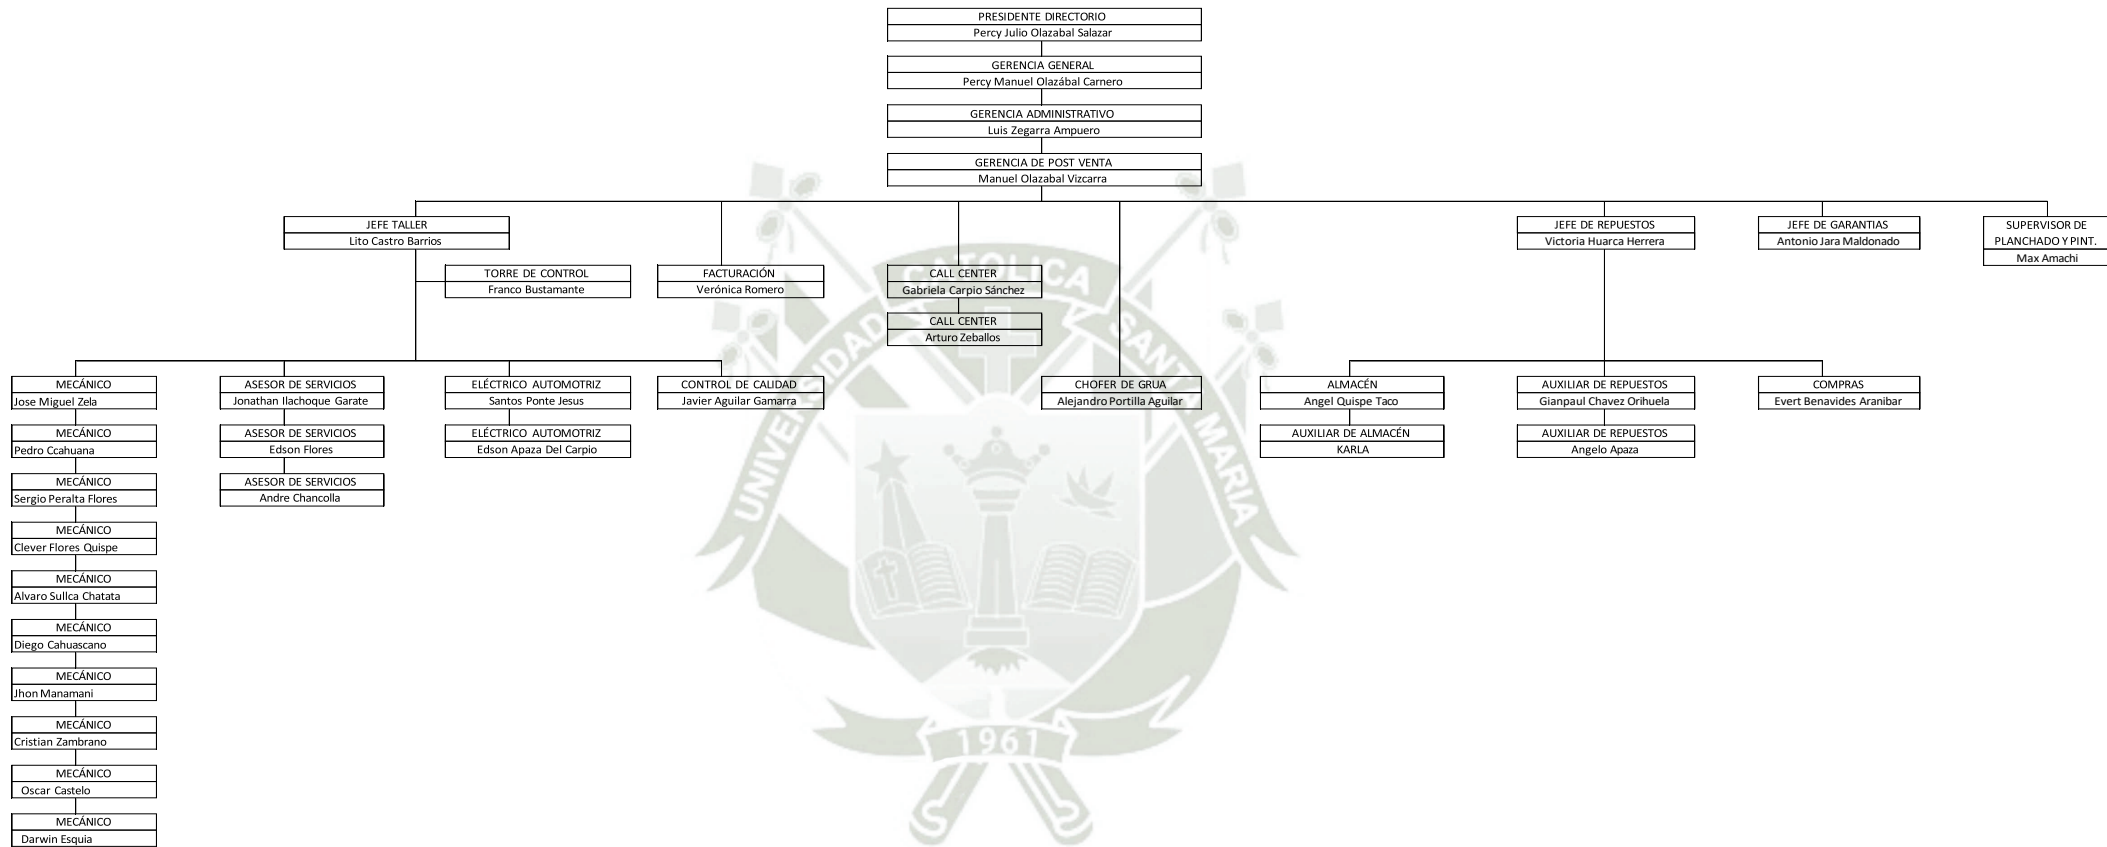 PRESIDENTE DIRECTORIO
Percy Julio Olazabal Salazar
GERENCIA GENERAL
Percy Manuel Olazábal Carnero
GERENCIA ADMINISTRATIVO
Luis Zegarra Ampuero
GERENCIA DE POST VENTA
Manuel Olazabal Vizcarra
JEFE TALLER
Lito Castro Barrios
JEFE DE REPUESTOS
Victoria Huarca Herrera
JEFE DE GARANTIAS
Antonio Jara Maldonado
SUPERVISOR DE
PLANCHADO Y PINT.
Max Amachi
TORRE DE CONTROL
Franco Bustamante
FACTURACIÓN
Verónica Romero
CALL CENTER
Gabriela Carpio Sánchez
CALL CENTER
Arturo Zeballos
MECÁNICO
Jose Miguel Zela
MECÁNICO
Pedro Ccahuana
MECÁNICO
Sergio Peralta Flores
MECÁNICO
Clever Flores Quispe
MECÁNICO
Alvaro Sullca Chatata
MECÁNICO
Diego Cahuascano
MECÁNICO
Jhon Manamani
MECÁNICO
Cristian Zambrano
MECÁNICO
Oscar Castelo
MECÁNICO
Darwin Esquia
ASESOR DE SERVICIOS
Jonathan Ilachoque Garate
ASESOR DE SERVICIOS
Edson Flores
ASESOR DE SERVICIOS
Andre Chancolla
ELÉCTRICO AUTOMOTRIZ
Santos Ponte Jesus
ELÉCTRICO AUTOMOTRIZ
Edson Apaza Del Carpio
CONTROL DE CALIDAD
Javier Aguilar Gamarra
CHOFER DE GRUA
Alejandro Portilla Aguilar
ALMACÉN
Angel Quispe Taco
AUXILIAR DE ALMACÉN
KARLA
AUXILIAR DE REPUESTOS
Gianpaul Chavez Orihuela
AUXILIAR DE REPUESTOS
Angelo Apaza
COMPRAS
Evert Benavides Aranibar
UNIVERSIDAD CATOLICA SANTA MARIA
1961